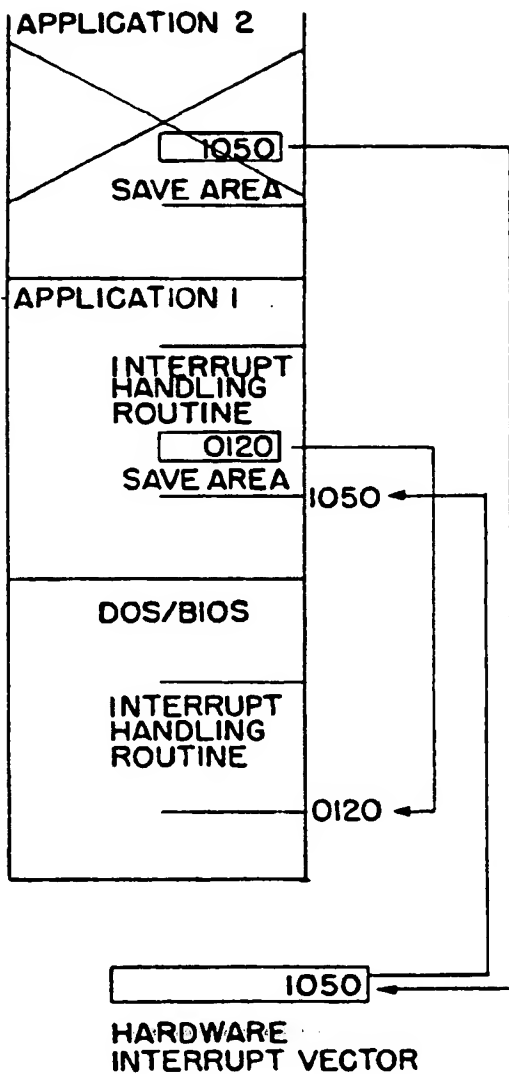 APPLICATION 2
1050
SAVE AREA
APPLICATION 1
INTERRUPT
HANDLING
ROUTINE
0120
SAVE AREA
1050
DOS/BIOS
INTERRUPT
HANDLING
ROUTINE
0120
1050
HARDWARE
INTERRUPT VECTOR